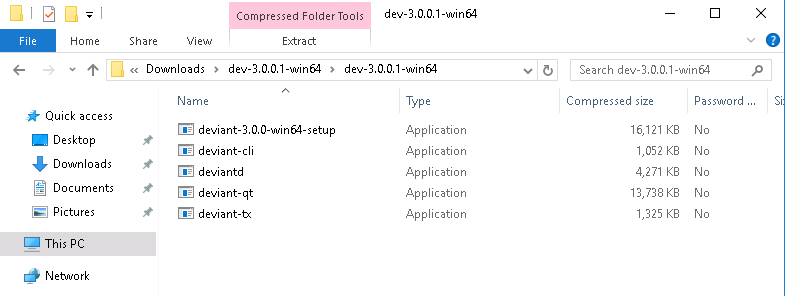 Compressed Folder Tools dev-3.0.0.1-win64
File Home Share View Extract
Downloads dev-3.0.0.1-win64 dev-3.0.0.1-win64 Search dev-3.0.0.1-win64
Name Type Compressed size Password ... Si
Quick access
Desktop
Downloads
Documents
Pictures
This PC
Network
deviant-3.0.0-win64-setup Application 16,121 KB No
deviant-cli Application 1,052 KB No
deviantd Application 4,271 KB No
deviant-qt Application 13,738 KB No
deviant-tx Application 1,325 KB No